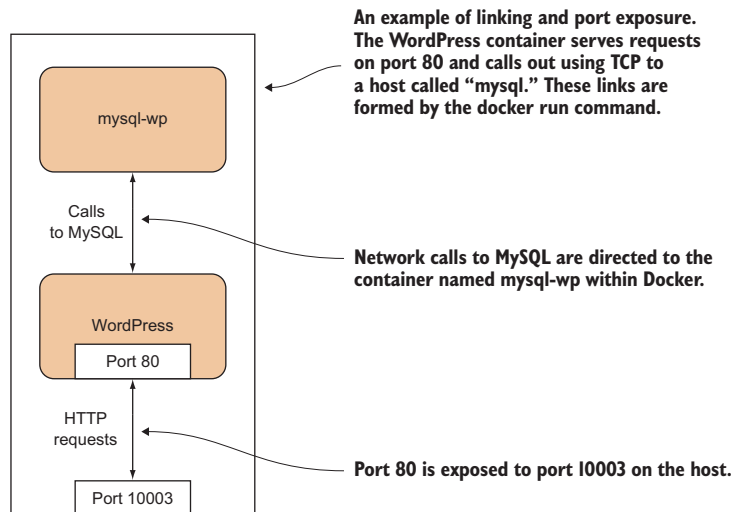 An example of linking and port exposure.
The WordPress container serves requests
on port 80 and calls out using TCP to
a host called “mysql.” These links are
formed by the docker run command.
mysql-wp
Calls
to MySQL
Network calls to MySQL are directed to the
container named mysql-wp within Docker.
WordPress
Port 80
HTTP
requests
Port 80 is exposed to port 10003 on the host.
Port 10003